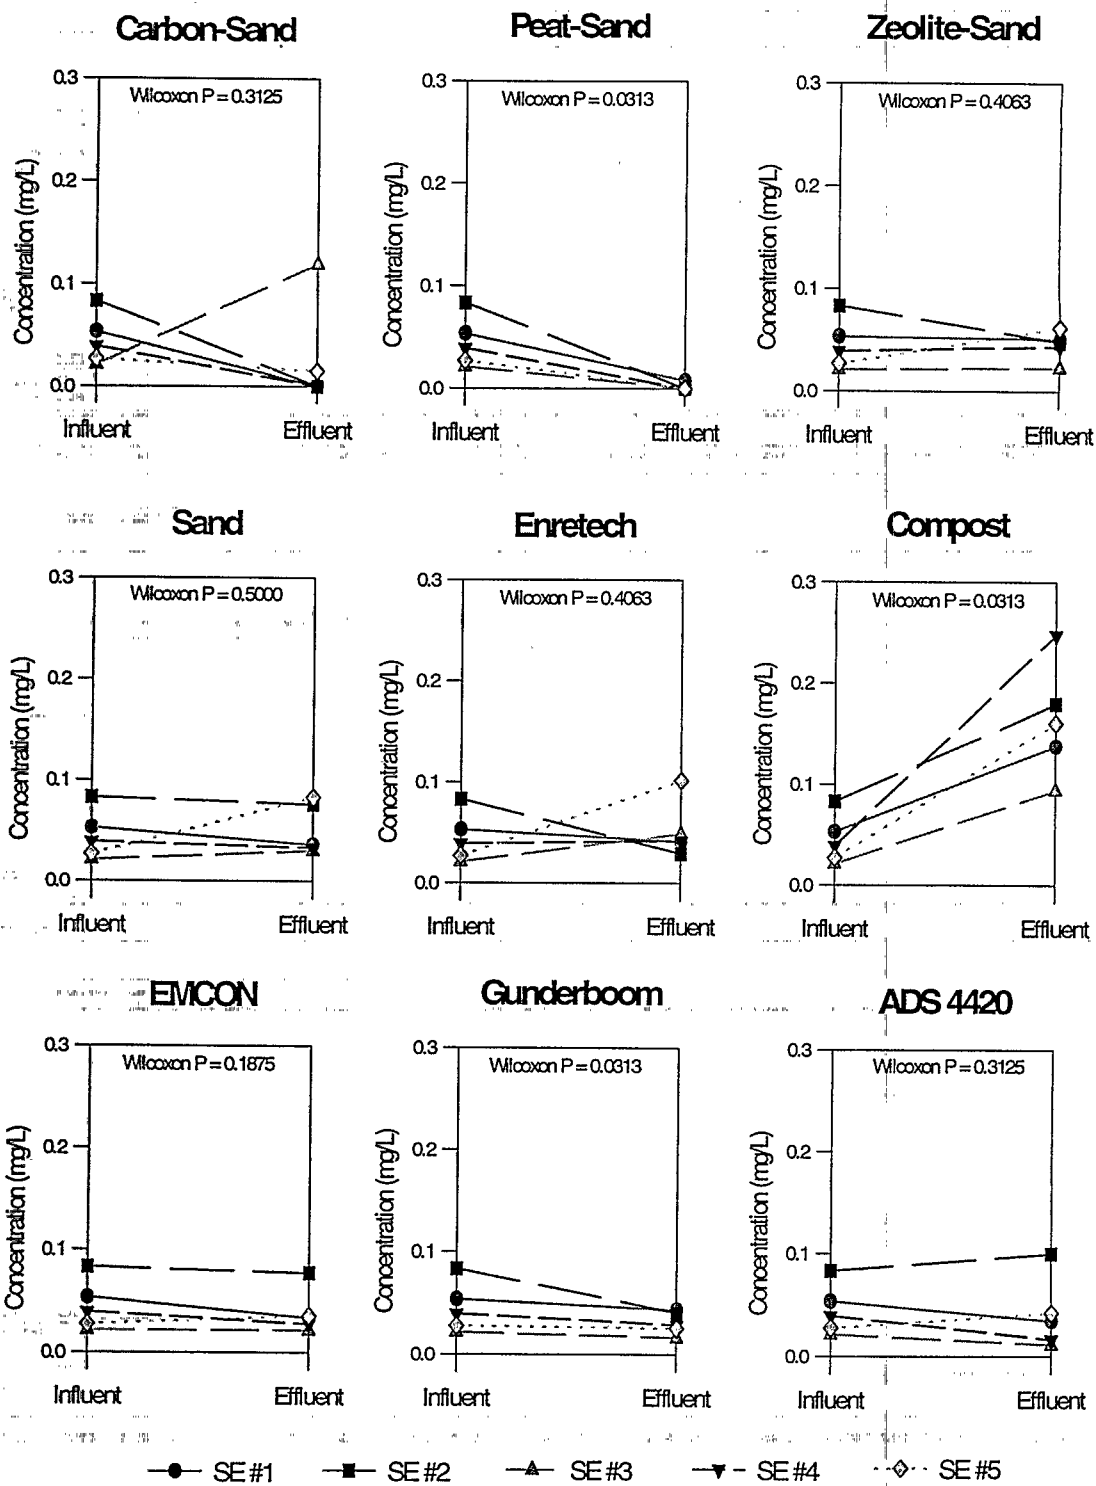 Carbon-Sand
Peat-Sand
Zeolite-Sand
Wilcoxon P = 0.3125
Concentration (mg/L)
0.3
0.2
0.1
0.0
Influent
Effluent
Wilcoxon P = 0.0313
Concentration (mg/L)
0.3
0.2
0.1
0.0
Influent
Effluent
Wilcoxon P = 0.4063
Concentration (mg/L)
0.3
0.2
0.1
0.0
Influent
Effluent
Sand
Enretech
Compost
Wilcoxon P = 0.5000
Concentration (mg/L)
0.3
0.2
0.1
0.0
Influent
Effluent
Wilcoxon P = 0.4063
Concentration (mg/L)
0.3
0.2
0.1
0.0
Influent
Effluent
Wilcoxon P = 0.0313
Concentration (mg/L)
0.3
0.2
0.1
0.0
Influent
Effluent
EMCON
Gunderboom
ADS 4420
Wilcoxon P = 0.1875
Concentration (mg/L)
0.3
0.2
0.1
0.0
Influent
Effluent
Wilcoxon P = 0.0313
Concentration (mg/L)
0.3
0.2
0.1
0.0
Influent
Effluent
Wilcoxon P = 0.3125
Concentration (mg/L)
0.3
0.2
0.1
0.0
Influent
Effluent
SE #1
SE #2
SE #3
SE #4
SE #5